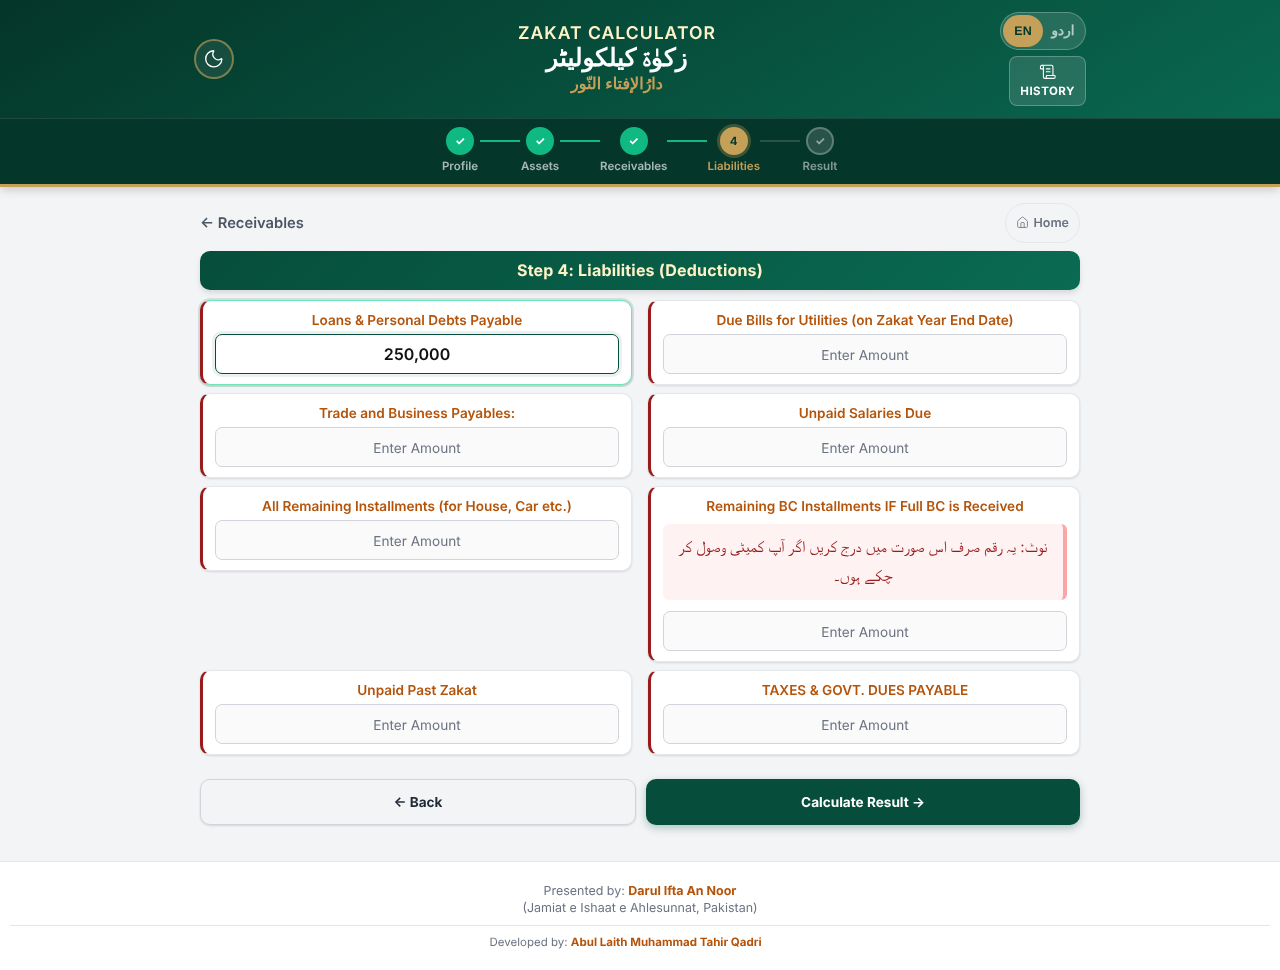 ZAKAT CALCULATOR
زکوٰۃ کیلکولیٹر
دارُالإفتاء النّور
EN
اردو
HISTORY
4
Profile
Assets
Receivables
Liabilities
Result
← Receivables
Home
Step 4: Liabilities (Deductions)
Loans & Personal Debts Payable
250,000
Due Bills for Utilities (on Zakat Year End Date)
Enter Amount
Trade and Business Payables:
Enter Amount
Unpaid Salaries Due
Enter Amount
All Remaining Installments (for House, Car etc.)
Enter Amount
Remaining BC Installments IF Full BC is Received
نوٹ: یہ رقم صرف اس صورت میں درج کریں اگر آپ کمیٹی وصول کر
چکے ہوں۔
Enter Amount
Unpaid Past Zakat
Enter Amount
TAXES & GOVT. DUES PAYABLE
Enter Amount
← Back
Calculate Result →
Presented by: Darul Ifta An Noor
(Jamiat e Ishaat e Ahlesunnat, Pakistan)
Developed by: Abul Laith Muhammad Tahir Qadri